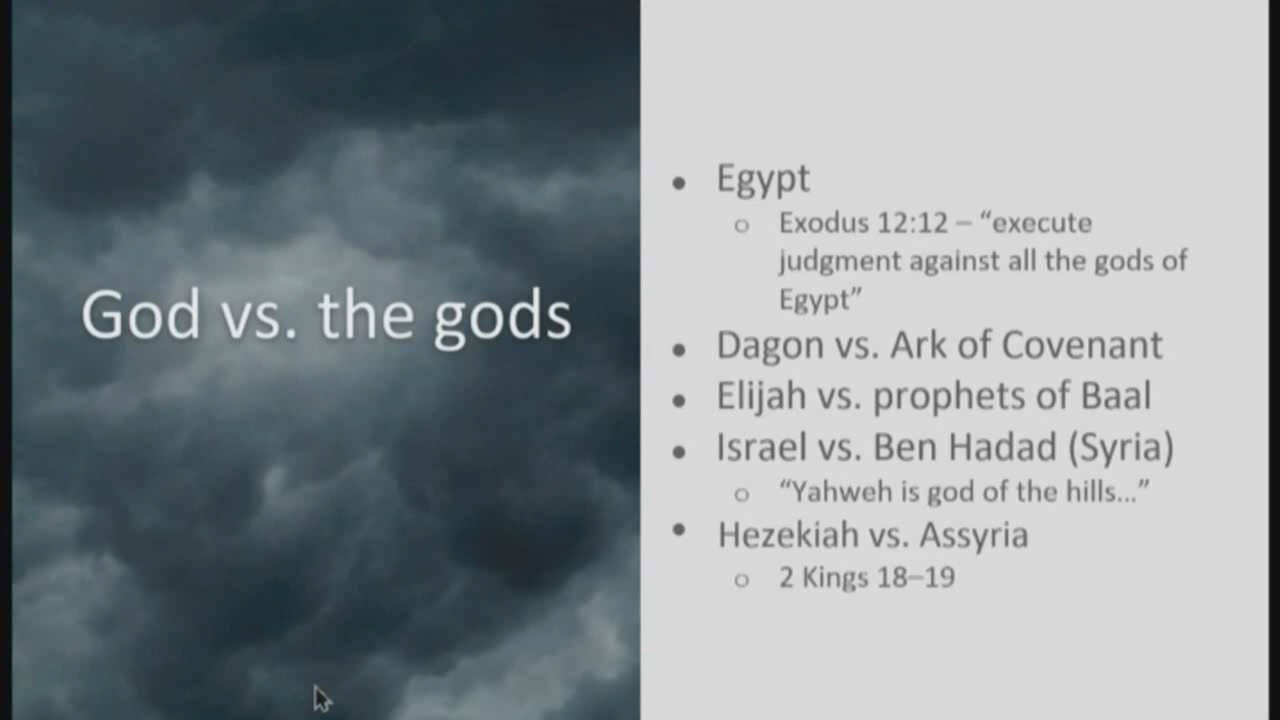 God vs. the gods
• Egypt
o Exodus 12:12 – “execute
judgment against all the gods of
Egypt”
• Dagon vs. Ark of Covenant
• Elijah vs. prophets of Baal
• Israel vs. Ben Hadad (Syria)
o “Yahweh is god of the hills...”
• Hezekiah vs. Assyria
o 2 Kings 18–19